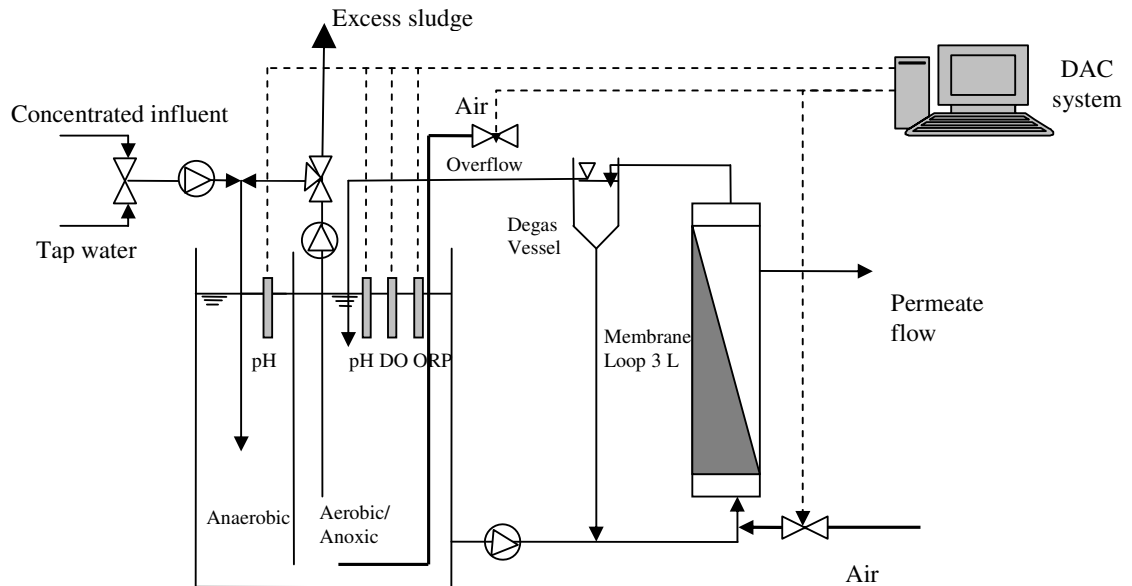 Excess sludge
DAC
system
Concentrated influent
Air
Overflow
Tap water
Degas
Vessel
Permeate
flow
Membrane
Loop 3 L
pH
pH DO ORP
Anaerobic
Aerobic/
Anoxic
Air